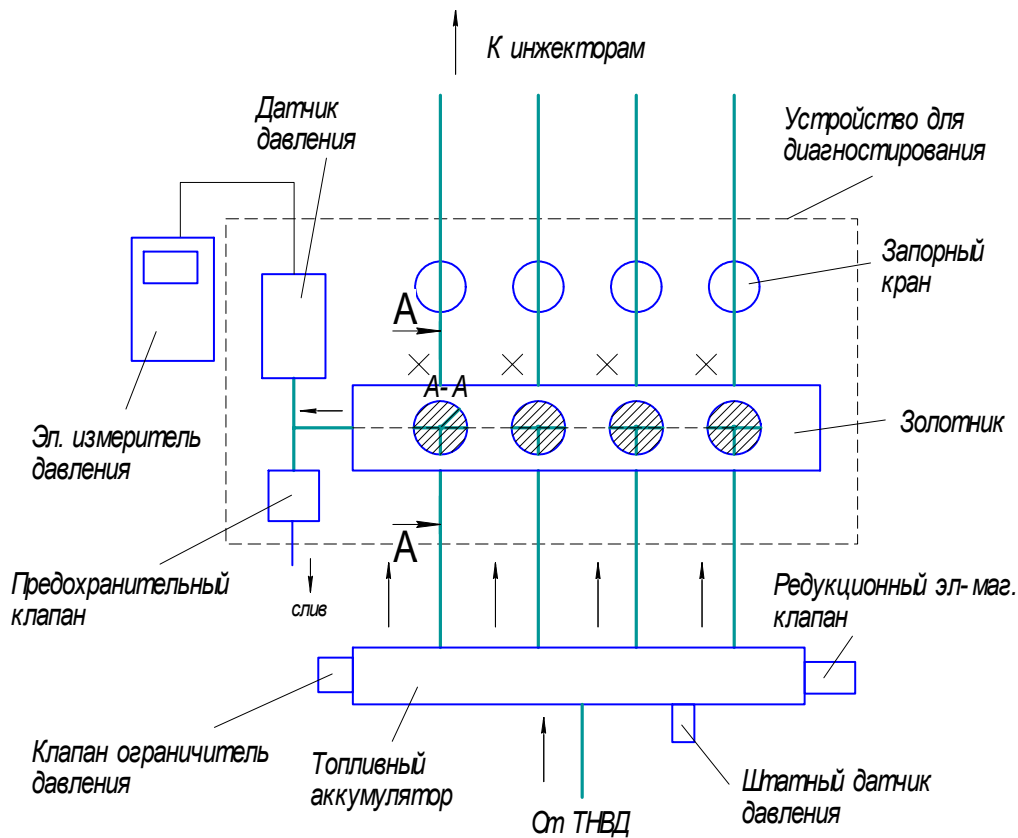 К инжекторам
Датчик
давления
Устройство для
диагностирования
Запорный
кран
А
А-А
Золотник
Эл. измеритель
давления
А
Предохранительный
клапан
слив
Редукционный эл-маг.
клапан
Клапан ограничитель
давления
Топливный
аккумулятор
Штатный датчик
давления
От ТНВД